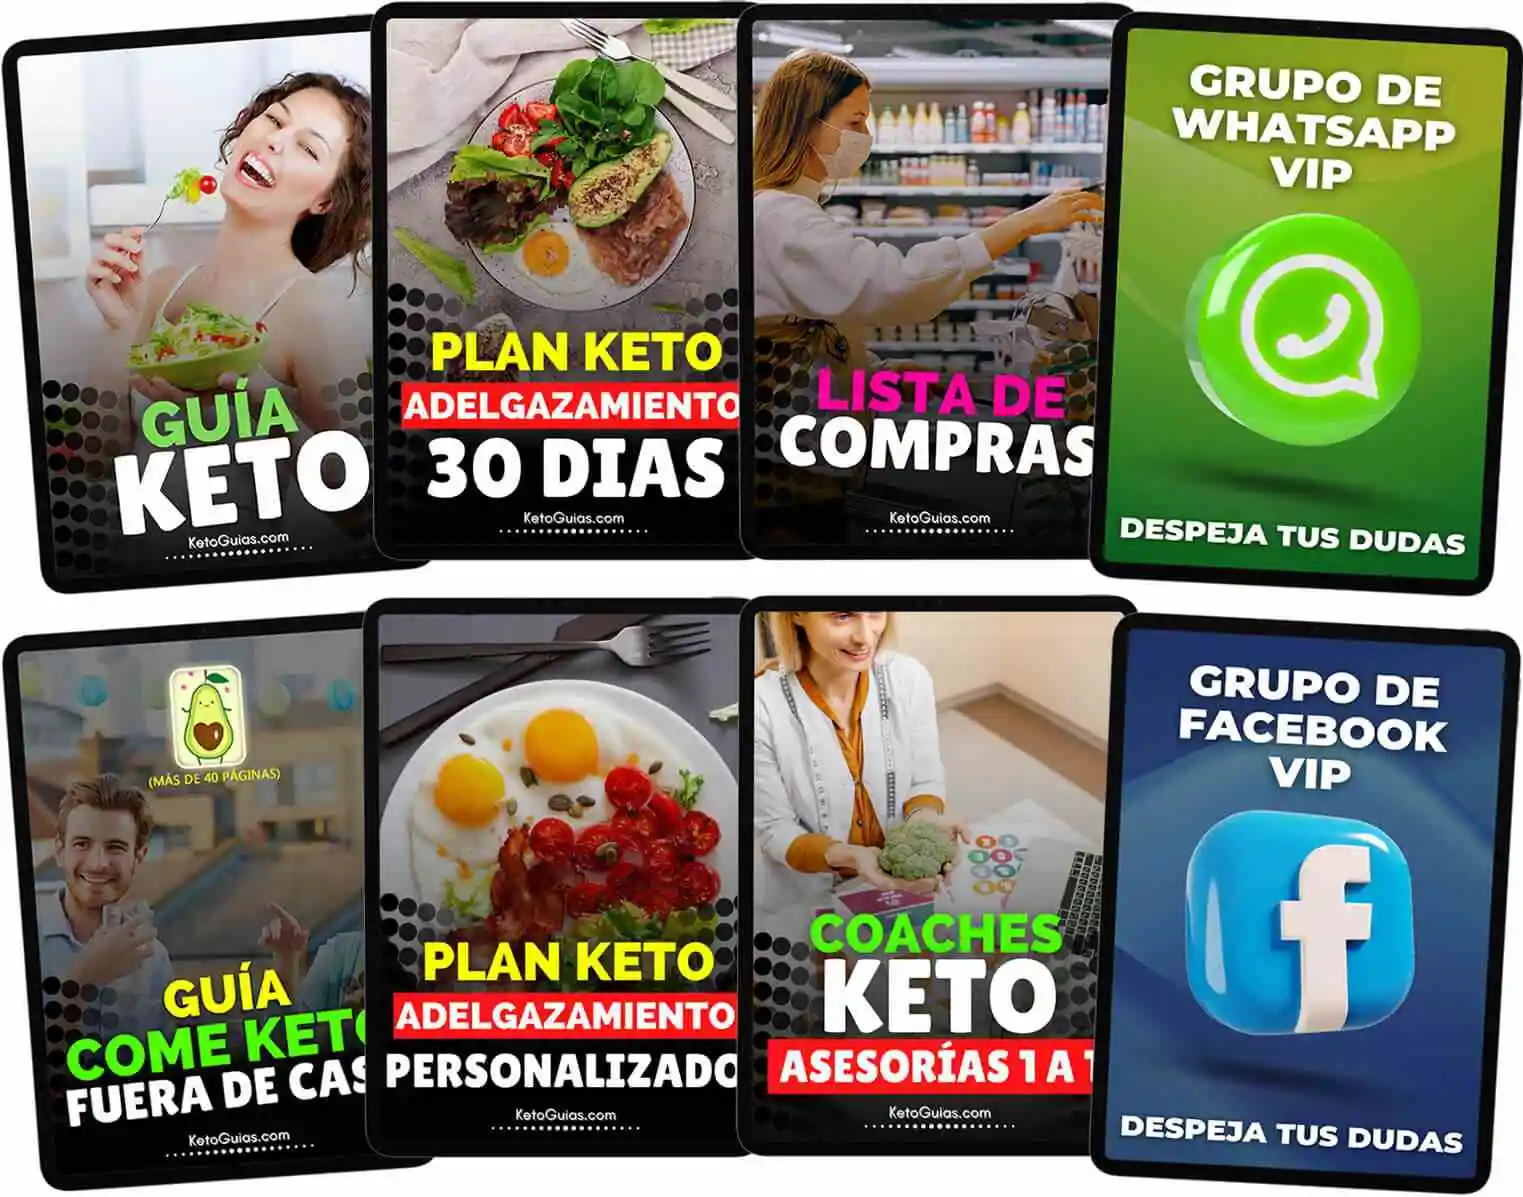 GUÍA
KETO
KetoGuias.com
PLAN KETO
ADELGAZAMIENTO
30 DIAS
KetoGuias.com
LISTA DE
COMPRAS
KetoGuias.com
GRUPO DE
WHATSAPP
VIP
DESPEJA TUS DUDAS
(MÁS DE 40 PÁGINAS)
GUÍA
COME KETO
FUERA DE CAS
KetoGuias.com
PLAN KETO
ADELGAZAMIENTO
PERSONALIZADO
KetoGuias.com
COACHES
KETO
ASESORÍAS 1 A 1
KetoGuias.com
GRUPO DE
FACEBOOK
VIP
f
DESPEJA TUS DUDAS